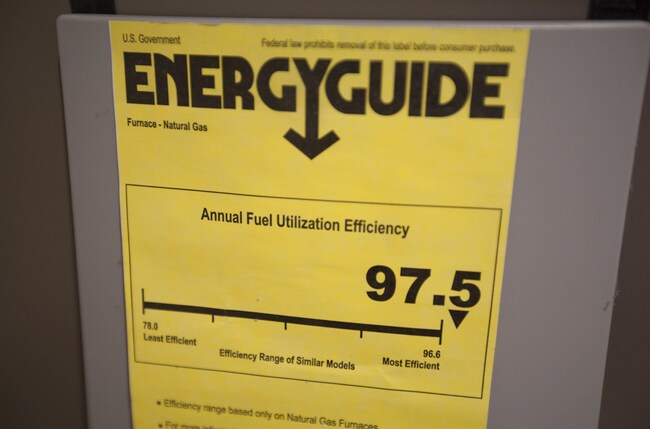 U.S. Government
Federal law prohibits removal of this label before consumer purchase.
ENERGYGUIDE
Furnace - Natural Gas
Annual Fuel Utilization Efficiency
97.5
78.0
Least Efficient
96.6
Most Efficient
Efficiency Range of Similar Models
• Efficiency range based only on Natural Gas Furnaces
• For more